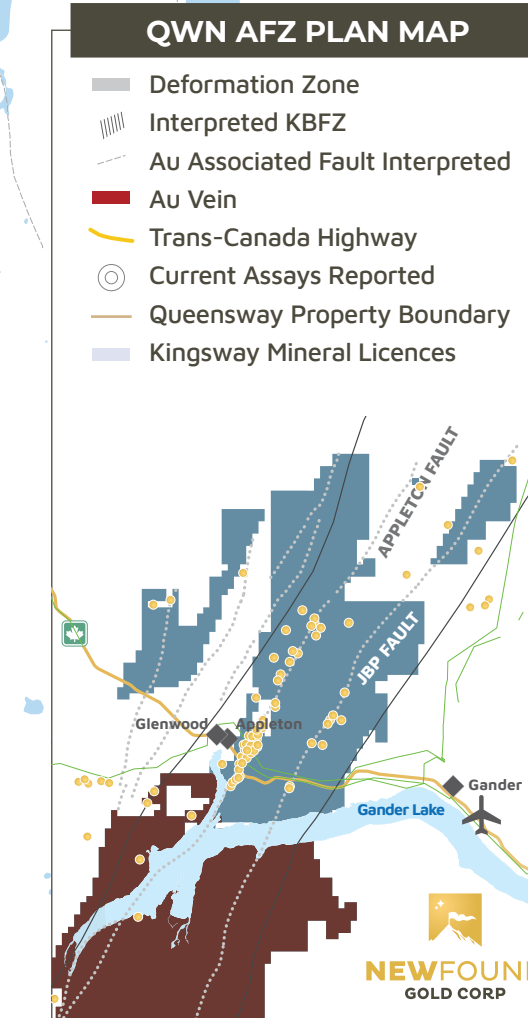 QWN AFZ PLAN MAP
Deformation Zone
Interpreted KBFZ
Au Associated Fault Interpreted
Au Vein
Trans-Canada Highway
Current Assays Reported
Queensway Property Boundary
Kingsway Mineral Licences
APPLETON FAULT
JBP FAULT
Glenwood
Appleton
Gander
Gander Lake
NEWFOUN
GOLD CORP